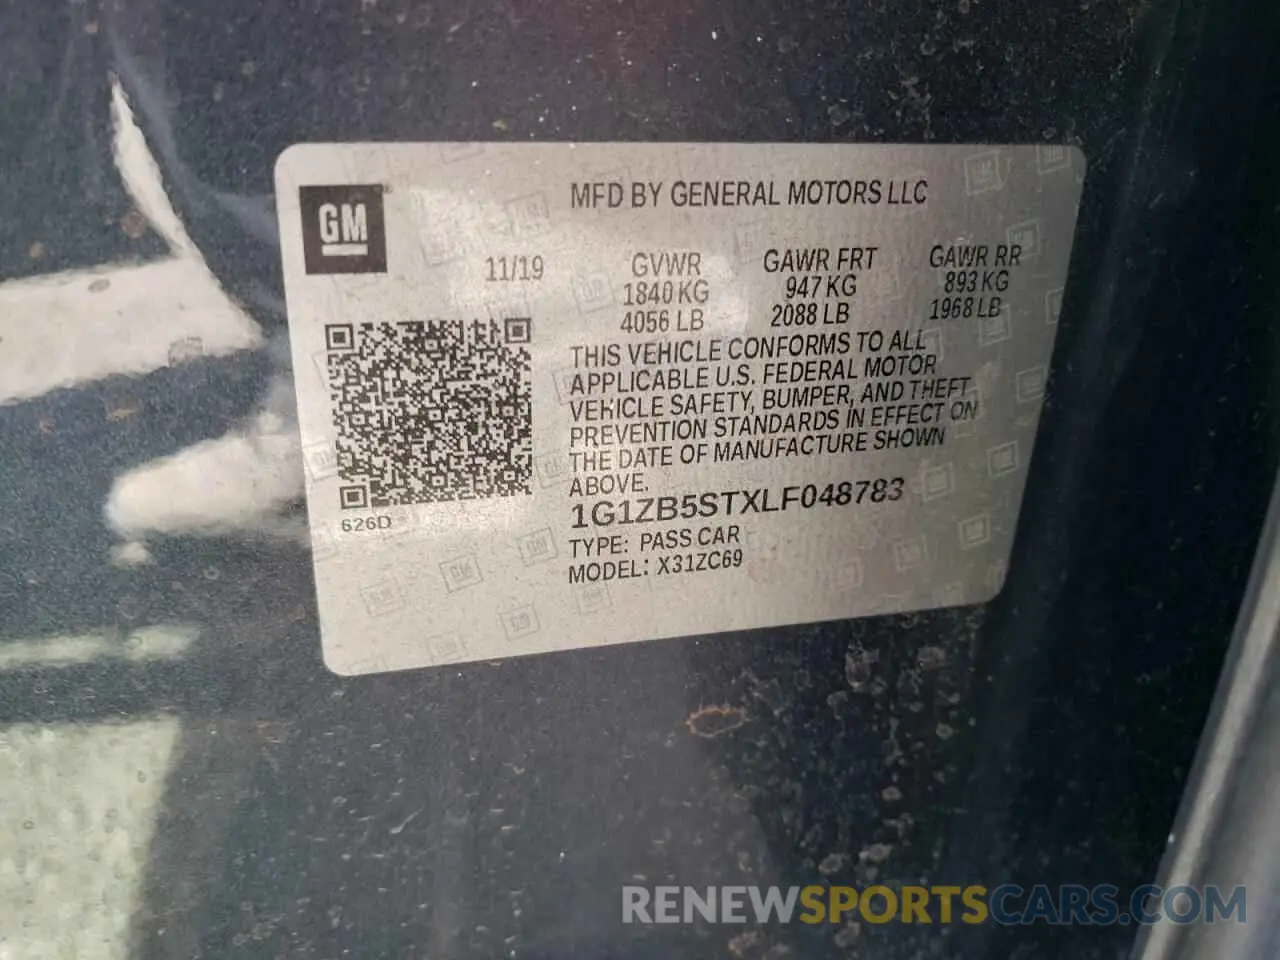 GM
MFD BY GENERAL MOTORS LLC
11/19
GVWR GAWR FRT GAWR RR
1840 KG 947 KG 893 KG
4056 LB 2088 LB 1968 LB
THIS VEHICLE CONFORMS TO ALL
APPLICABLE U.S. FEDERAL MOTOR
VEHICLE SAFETY, BUMPER, AND THEFT
PREVENTION STANDARDS IN EFFECT ON
THE DATE OF MANUFACTURE SHOWN
ABOVE.
1G1ZB5STXLF048783
626D
TYPE: PASS CAR
MODEL: X31ZC69
RENEWSPORTSCARS.COM